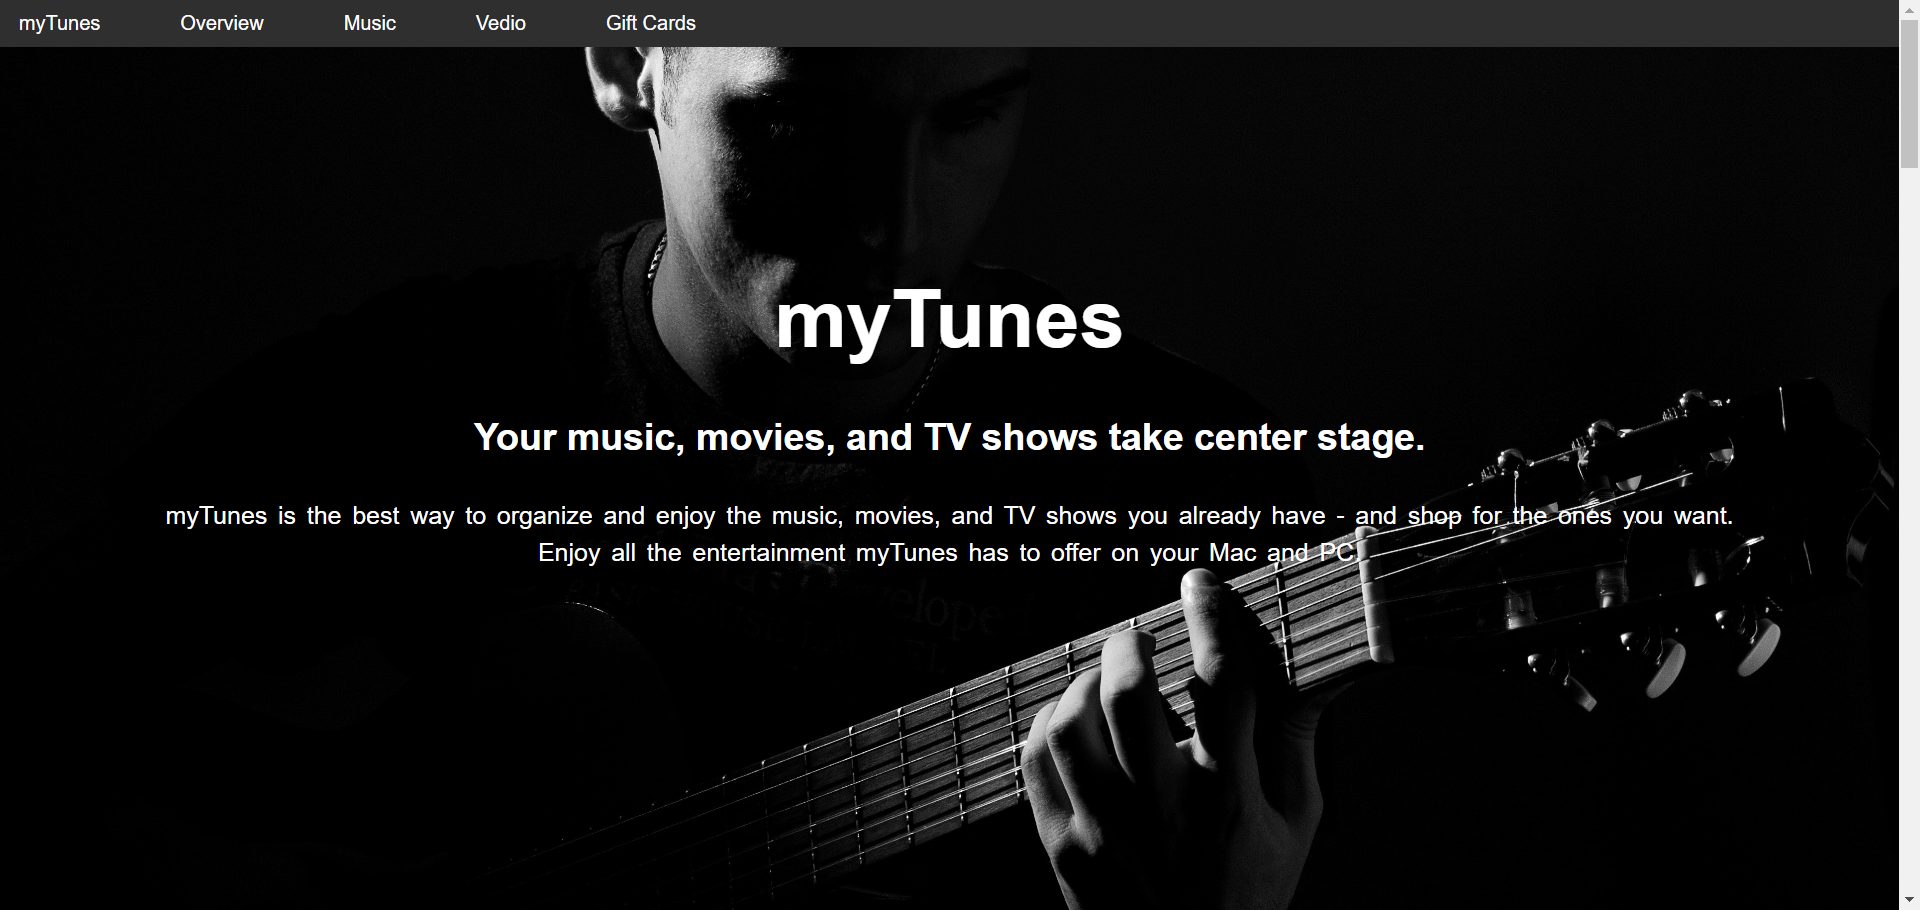 myTunes Overview Music Vedio Gift Cards
myTunes
Your music, movies, and TV shows take center stage.
myTunes is the best way to organize and enjoy the music, movies, and TV shows you already have - and shop for the ones you want.
Enjoy all the entertainment myTunes has to offer on your Mac and PC.